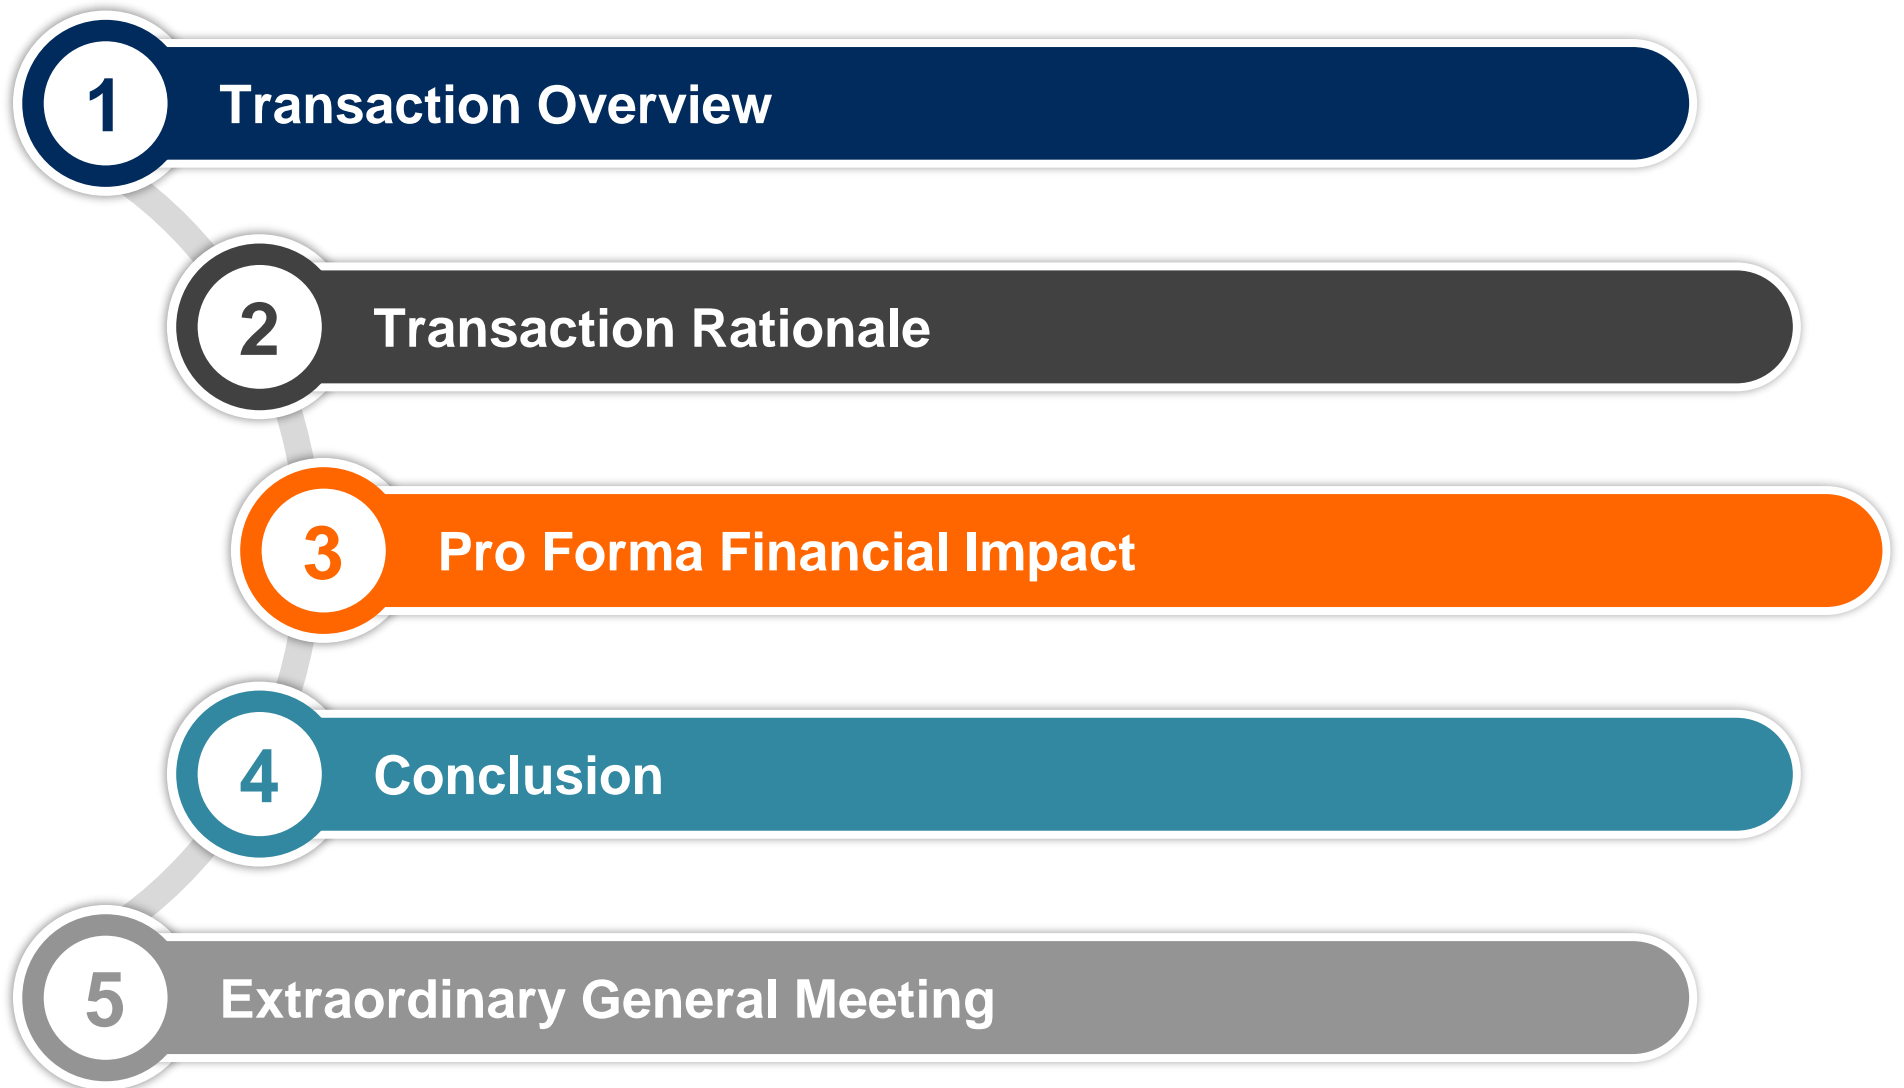 1 Transaction Overview
2 Transaction Rationale
3 Pro Forma Financial Impact
4 Conclusion
5 Extraordinary General Meeting